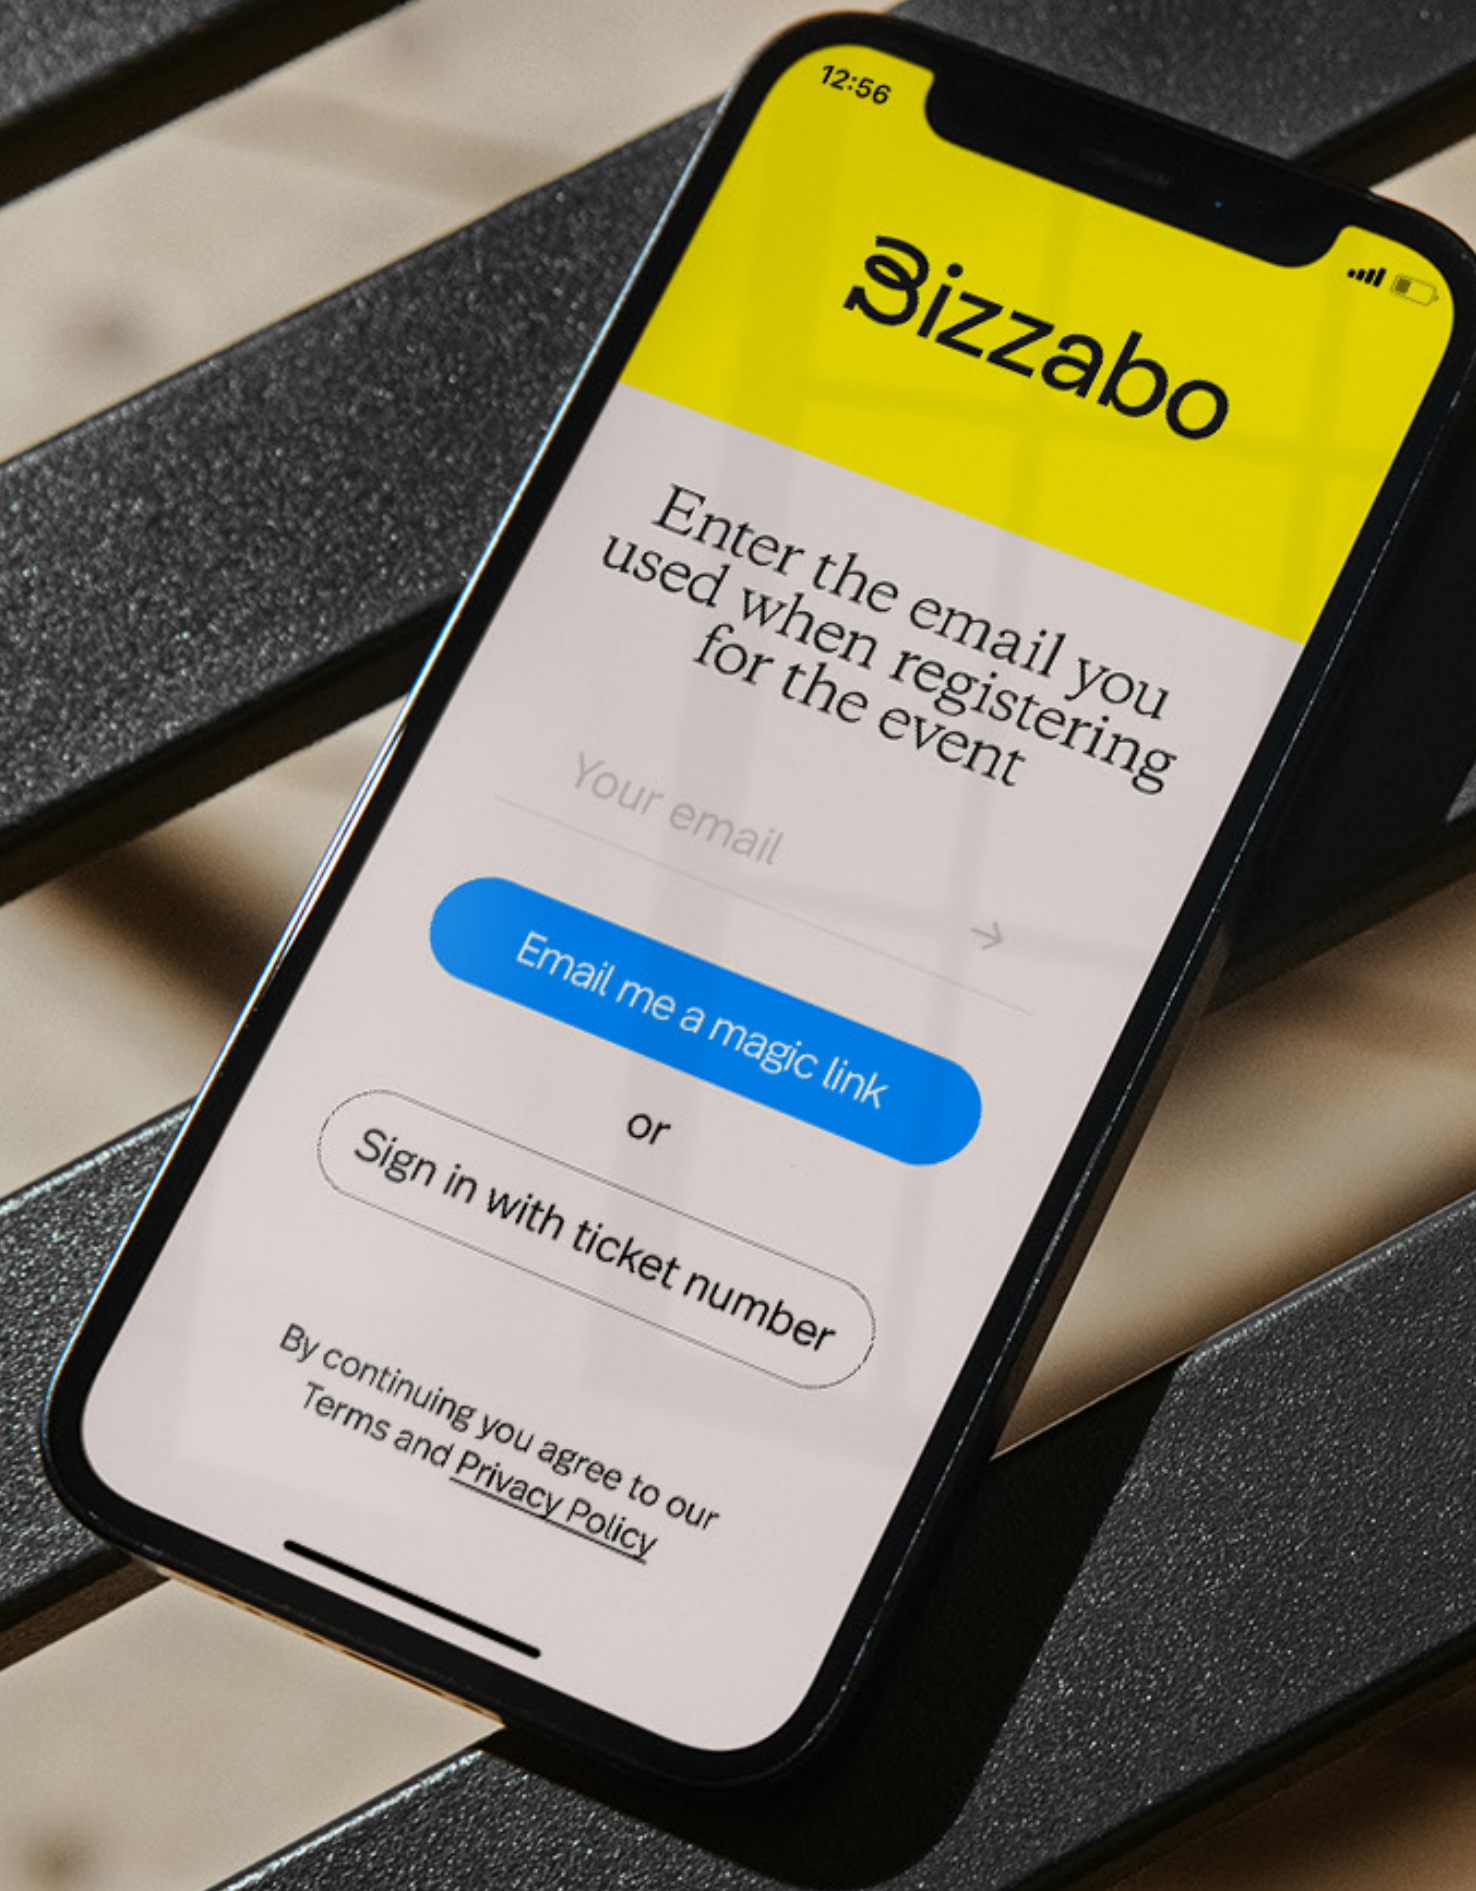 12:56
Bizzabo
Enter the email you
used when registering
for the event
Your email
Email me a magic link
or
Sign in with ticket number
By continuing you agree to our
Terms and Privacy Policy